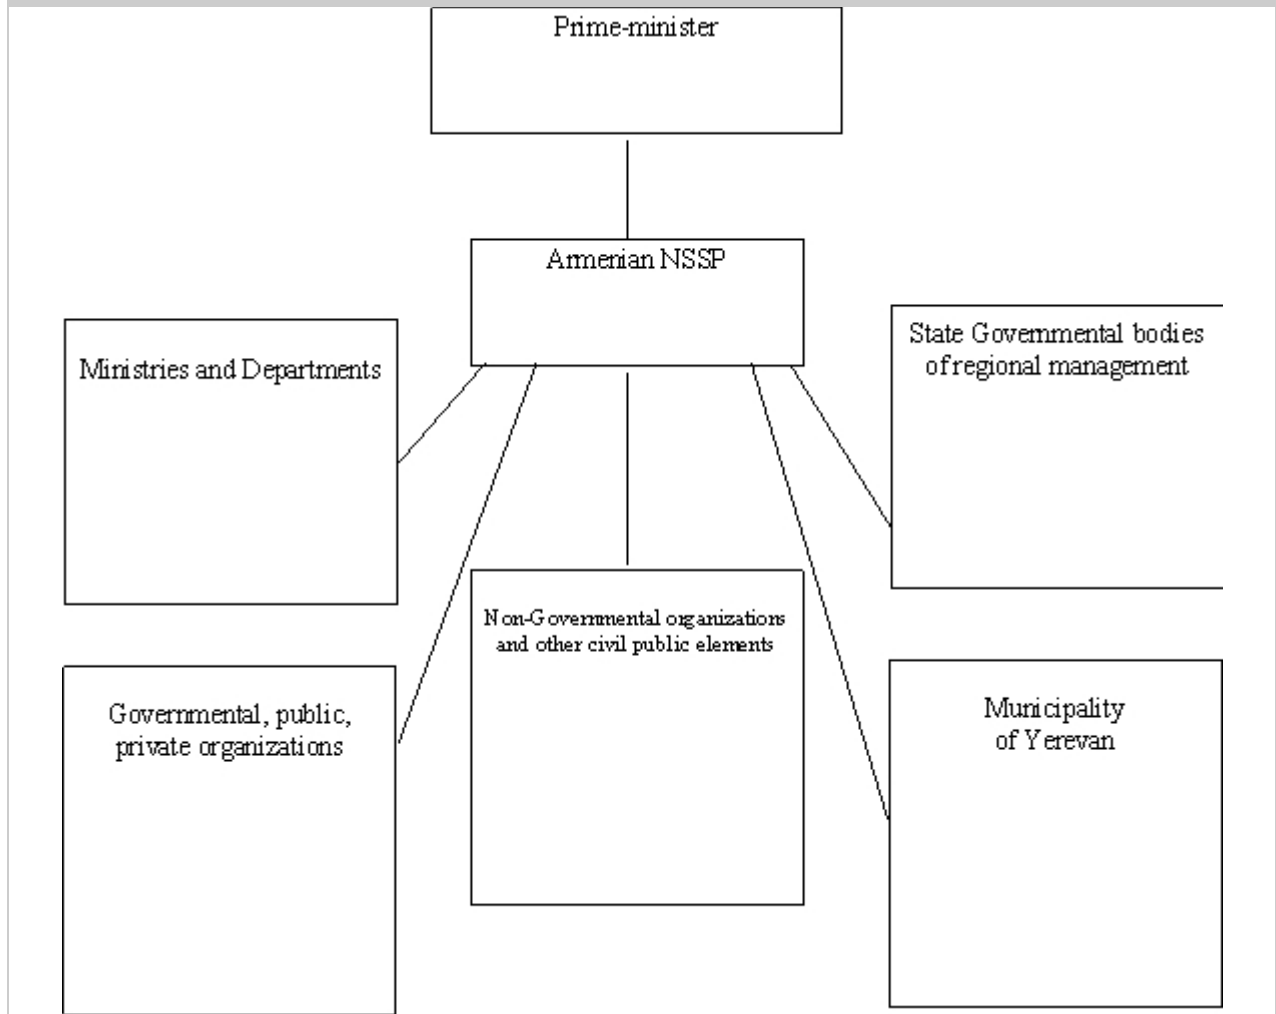 Prime-minister
Armenian NSSP
Ministries and Departments
State Governmental bodies
of regional management
Non-Governmental organizations
and other civil public elements
Governmental, public,
private organizations
Municipality
of Yerevan